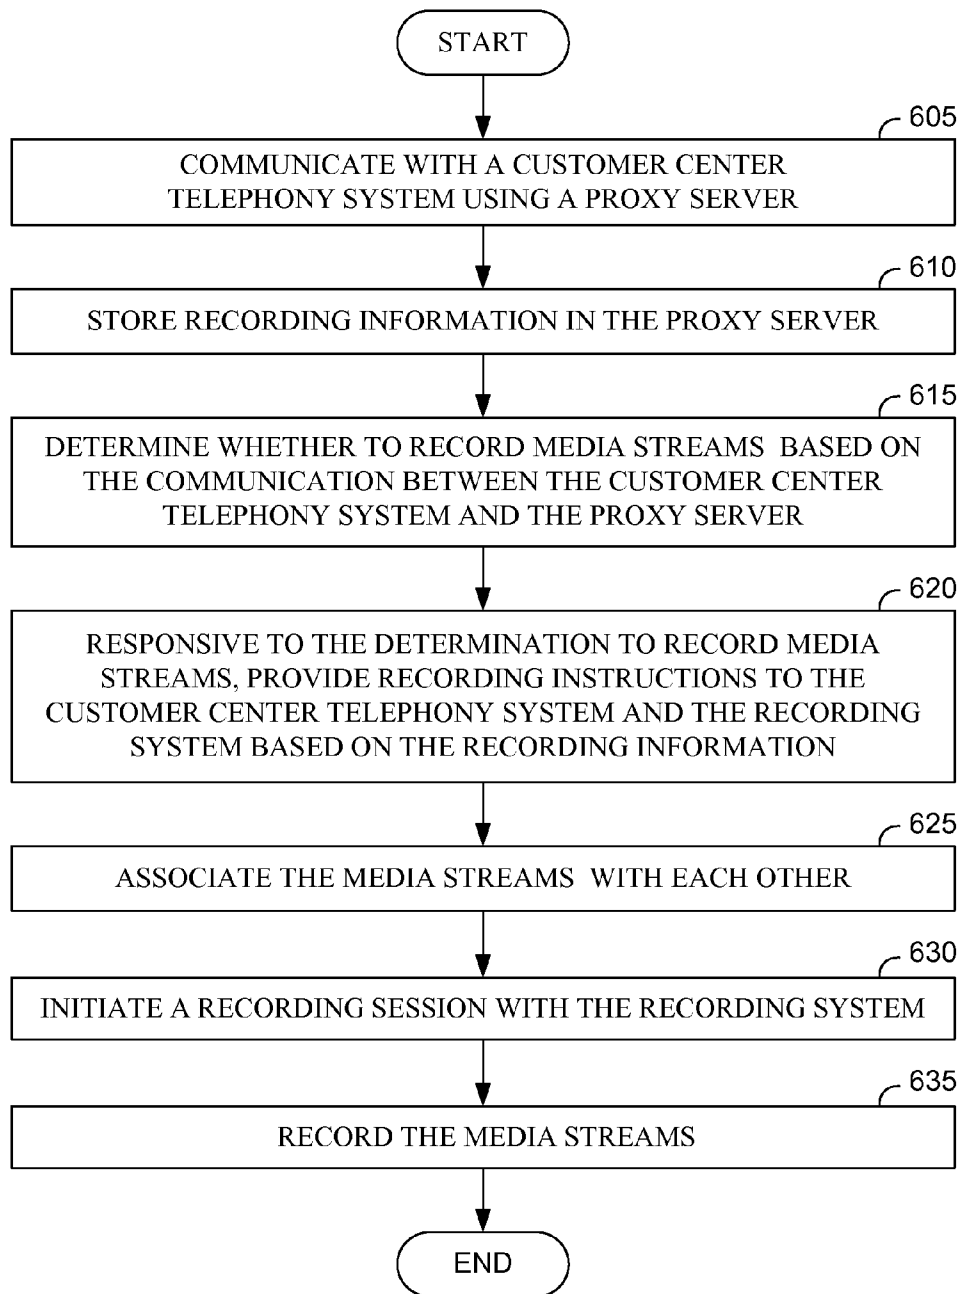 START
605
COMMUNICATE WITH A CUSTOMER CENTER
TELEPHONY SYSTEM USING A PROXY SERVER
610
STORE RECORDING INFORMATION IN THE PROXY SERVER
615
DETERMINE WHETHER TO RECORD MEDIA STREAMS BASED ON
THE COMMUNICATION BETWEEN THE CUSTOMER CENTER
TELEPHONY SYSTEM AND THE PROXY SERVER
620
RESPONSIVE TO THE DETERMINATION TO RECORD MEDIA
STREAMS, PROVIDE RECORDING INSTRUCTIONS TO THE
CUSTOMER CENTER TELEPHONY SYSTEM AND THE RECORDING
SYSTEM BASED ON THE RECORDING INFORMATION
625
ASSOCIATE THE MEDIA STREAMS WITH EACH OTHER
630
INITIATE A RECORDING SESSION WITH THE RECORDING SYSTEM
635
RECORD THE MEDIA STREAMS
END